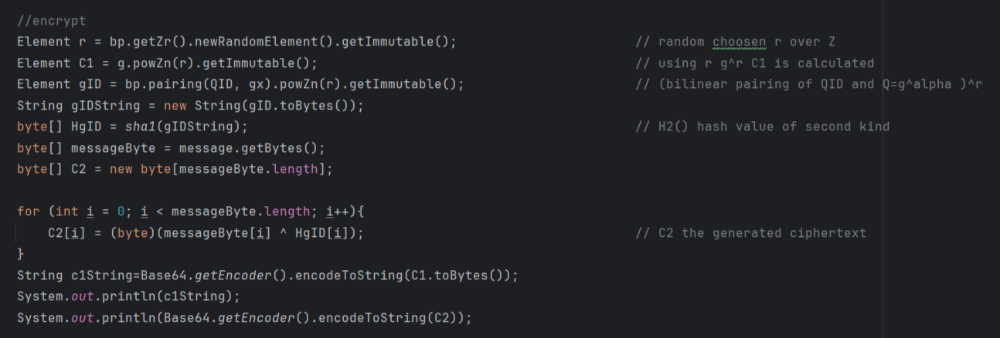 //encrypt
Element r = bp.getZr().newRandomElement().getImmutable(); // random choosen r over Z
Element C1 = g.powZn(r).getImmutable(); // using r g^r C1 is calculated
Element gID = bp.pairing(QID, gx).powZn(r).getImmutable(); // (bilinear pairing of QID and Q=g^alpha )^r
String gIDString = new String(gID.toBytes());
byte[] HgID = sha1(gIDString); // H2() hash value of second kind
byte[] messageByte = message.getBytes();
byte[] C2 = new byte[messageByte.length];
for (int i = 0; i < messageByte.length; i++){
    C2[i] = (byte)(messageByte[i] ^ HgID[i]); // C2 the generated ciphertext
}
String c1String=Base64.getEncoder().encodeToString(C1.toBytes());
System.out.println(c1String);
System.out.println(Base64.getEncoder().encodeToString(C2));